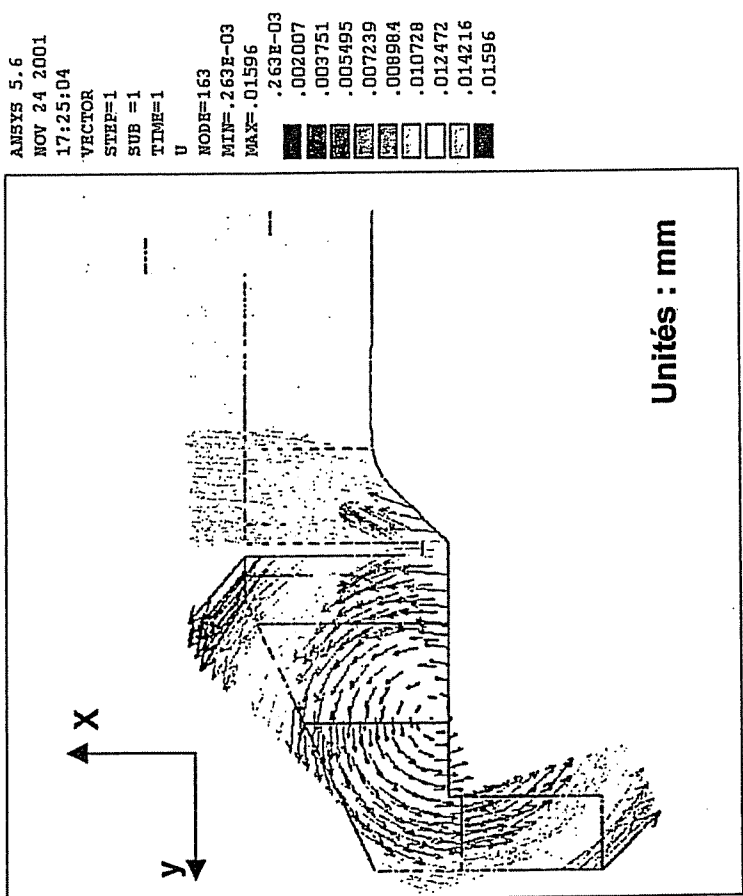 ANSYS 5.6
NOV 24 2001
17:25:04
VECTOR
STEP=1
SUB =1
TIME=1
U
NODE=163
MIN=.263E-03
MAX=.01596
.263E-03
.002007
.003751
.005495
.007239
.008984
.010728
.012472
.014216
.01596
X
y
Unités : mm